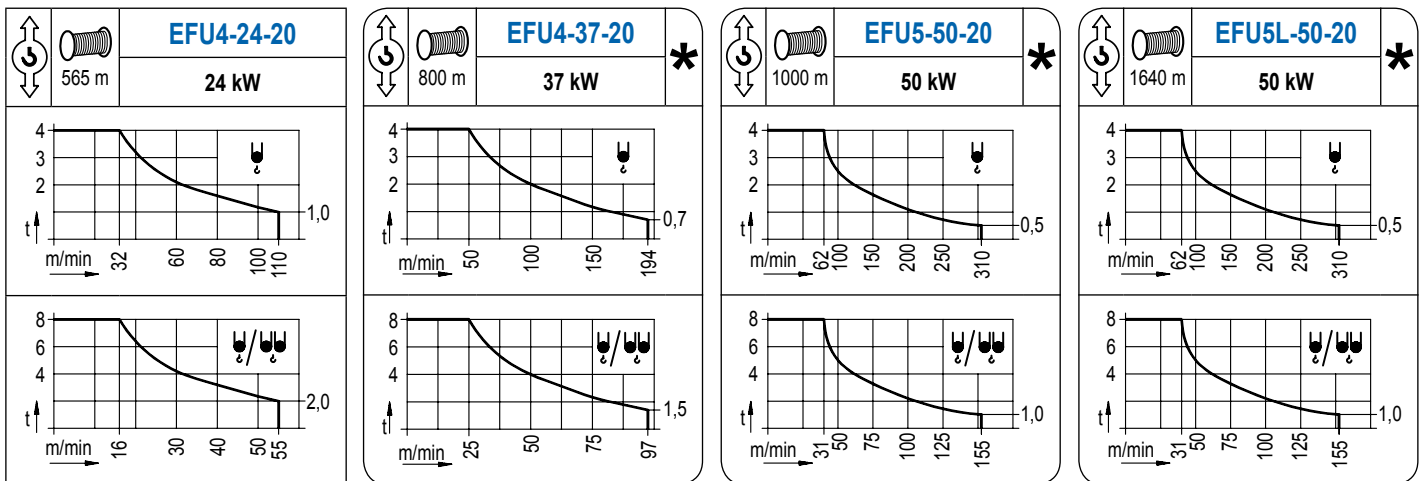 EFU4-24-20
565 m
24 kW
4
3
2
1,0
t
m/min
32
60
80
100
110
8
6
4
2,0
t
m/min
16
30
40
50
55
EFU4-37-20
*
800 m
37 kW
4
3
2
0,7
t
m/min
50
100
150
194
8
6
4
1,5
t
m/min
25
50
75
97
EFU5-50-20
*
1000 m
50 kW
4
3
2
0,5
t
m/min
62
100
150
200
250
310
8
6
4
1,0
t
m/min
31
50
75
100
125
155
EFU5L-50-20
*
1640 m
50 kW
4
3
2
0,5
t
m/min
62
100
150
200
250
310
8
6
4
1,0
t
m/min
31
50
75
100
125
155